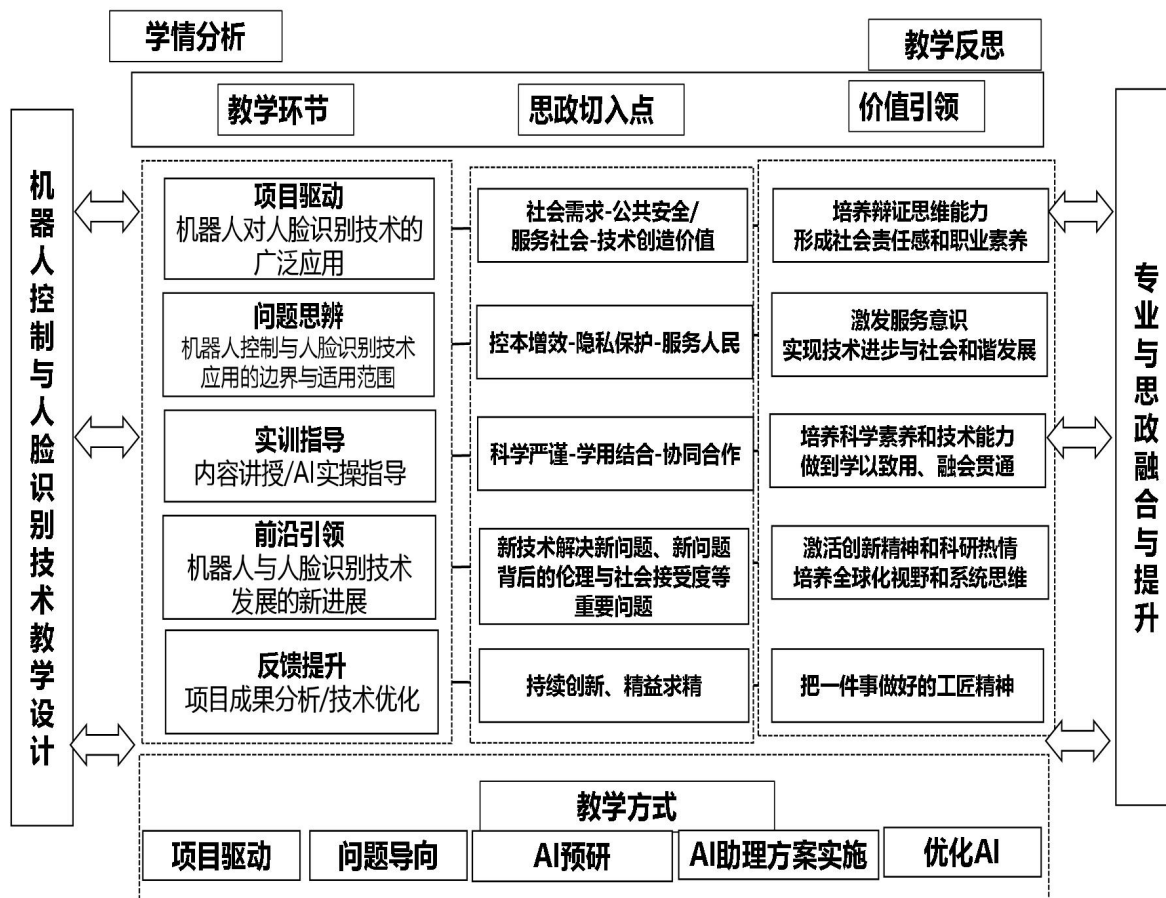 学情分析
教学反思
教学环节
思政切入点
价值引领
机器人控制与人脸识别技术教学设计
项目驱动
机器人对人脸识别技术的
广泛应用
社会需求-公共安全/
服务社会-技术创造价值
培养辩证思维能力
形成社会责任感和职业素养
问题思辨
机器人控制与人脸识别技术
应用的边界与适用范围
控本增效-隐私保护-服务人民
激发服务意识
实现技术进步与社会和谐发展
实训指导
内容讲授/AI实操指导
科学严谨-学用结合-协同合作
培养科学素养和技术能力
做到学以致用、融会贯通
前沿引领
机器人与人脸识别技术
发展的新进展
新技术解决新问题、新问题
背后的伦理与社会接受度等
重要问题
激活创新精神和科研热情
培养全球化视野和系统思维
反馈提升
项目成果分析/技术优化
持续创新、精益求精
把一件事做好的工匠精神
专业与思政融合与提升
教学方式
项目驱动
问题导向
AI预研
AI助理方案实施
优化AI